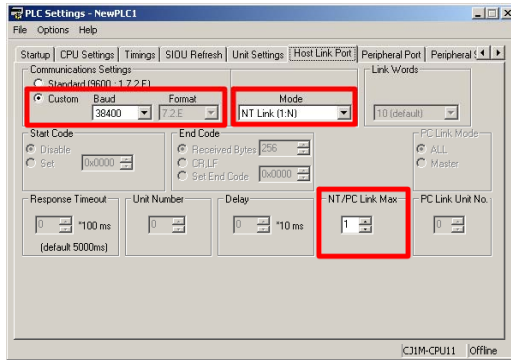 PLC Settings - NewPLC1
File Options Help
Startup CPU Settings Timings SIOU Refresh Unit Settings Host Link Port Peripheral Port Peripheral S
Communications Settings
Link Words
Standard (9600 ; 1,7,2,E)
Custom Baud Format Mode
38400 7,2,E NT Link (1:N) 10 (default)
Start Code End Code PC Link Mode
Disable Received Bytes 256 ALL
Set 0x0000 CR,LF Master
Set End Code 0x0000
Response Timeout Unit Number Delay NT/PC Link Max PC Link Unit No.
0 *100 ms 0 0 *10 ms 1 0
(default 5000ms)
CJ1M-CPU11 Offline